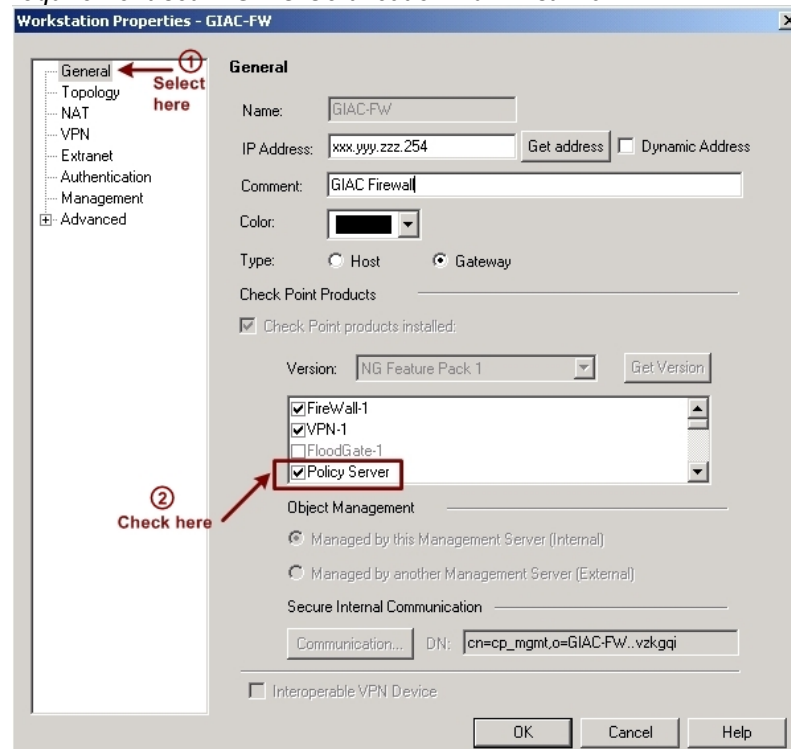 Workstation Properties - GIAC-FW
General
Topology
NAT
VPN
Extranet
Authentication
Management
Advanced
① Select here
General
Name: GIAC-FW
IP Address: xxx.yyy.zzz.254 Get address Dynamic Address
Comment: GIAC Firewall
Color:
Type: Host Gateway
Check Point Products
Check Point products installed:
Version: NG Feature Pack 1 Get Version
FireWall-1
VPN-1
FloodGate-1
Policy Server
② Check here
Object Management
Managed by this Management Server (Internal)
Managed by another Management Server (External)
Secure Internal Communication
Communication... DN: cn=cp_mgmt,o=GIAC-FW..vzkgqi
Interoperable VPN Device
OK Cancel Help